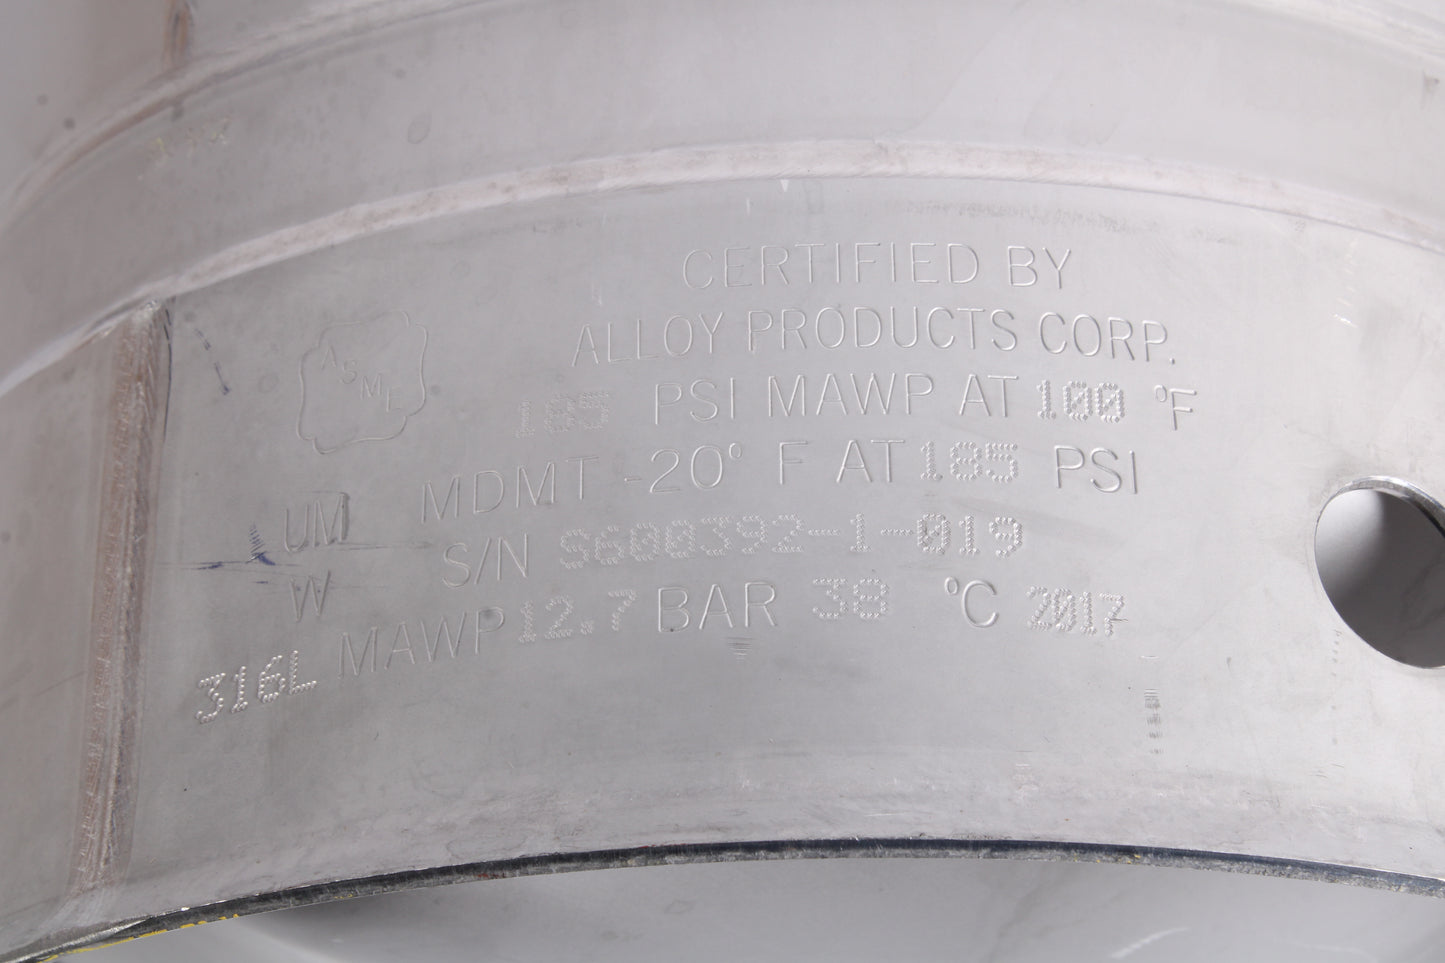 CERTIFIED BY
ALLOY PRODUCTS CORP.
ASME
185 PSI MAWP AT 100 °F
MDMT -20° F AT 185 PSI
UM
S/N S600392-1-019
W
MAWP 12.7 BAR 38 °C 2017
316L